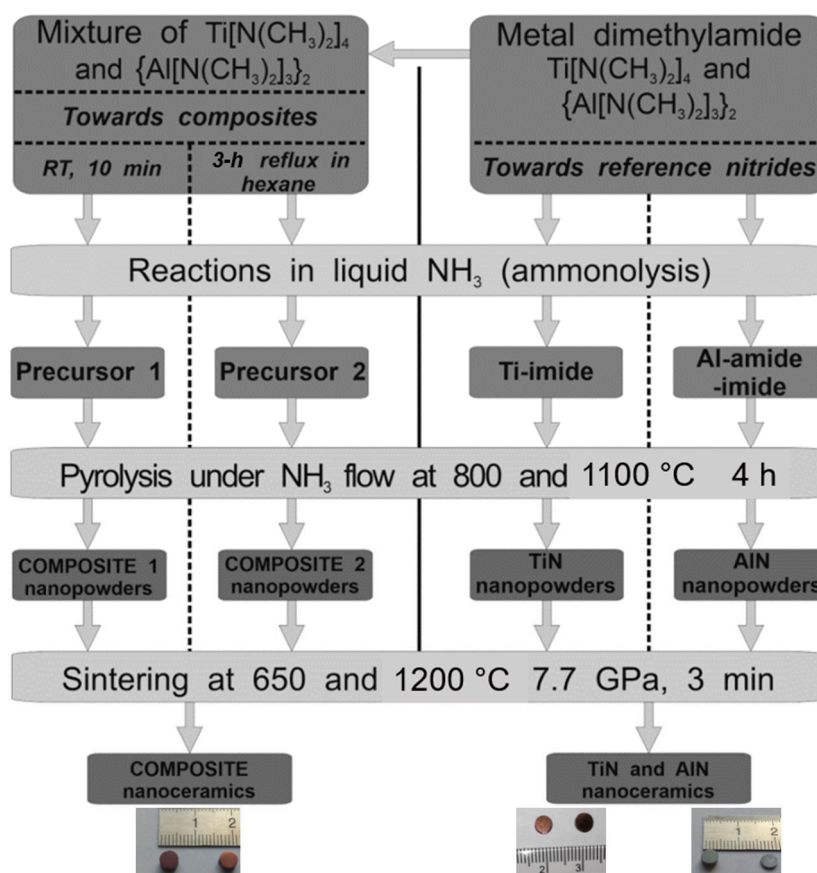 Mixture of Ti[N(CH₃)₂]₄
and {Al[N(CH₃)₂]₃}₂
Towards composites
RT, 10 min
3-h reflux in
hexane
Metal dimethylamide
Ti[N(CH₃)₂]₄ and
{Al[N(CH₃)₂]₃}₂
Towards reference nitrides
Reactions in liquid NH₃ (ammonolysis)
Precursor 1
Precursor 2
Ti-imide
Al-amide
-imide
Pyrolysis under NH₃ flow at 800 and 1100 °C 4 h
COMPOSITE 1
nanopowders
COMPOSITE 2
nanopowders
TiN
nanopowders
AlN
nanopowders
Sintering at 650 and 1200 °C 7.7 GPa, 3 min
COMPOSITE
nanoceramics
TiN and AlN
nanoceramics
1 2
2 3
1 2